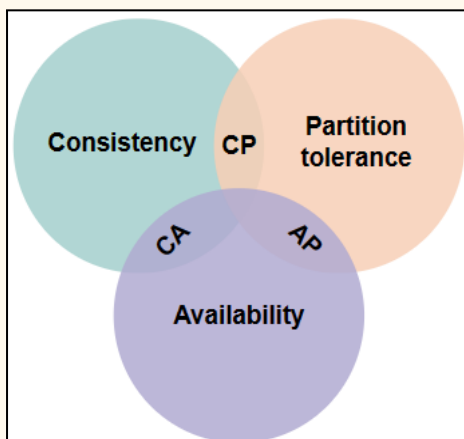 Consistency
CP
Partition
tolerance
CA
AP
Availability